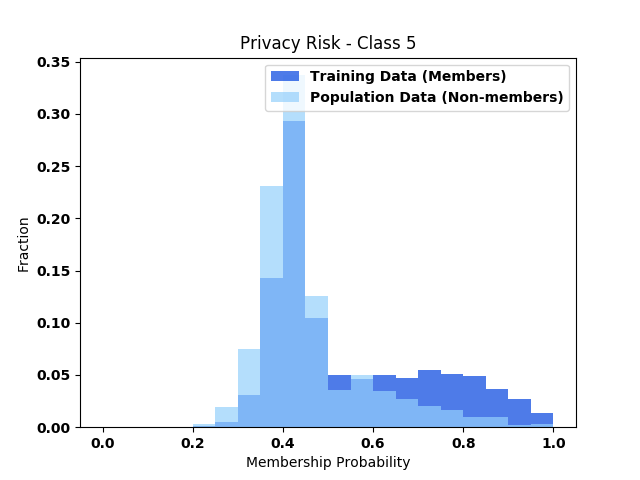 Privacy Risk - Class 5
Training Data (Members)
Population Data (Non-members)
0.35
0.30
0.25
0.20
0.15
0.10
0.05
0.00
Fraction
0.0 0.2 0.4 0.6 0.8 1.0
Membership Probability